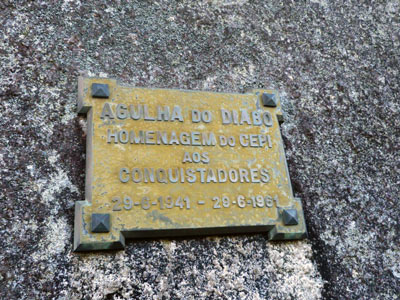 AGULHA DO DIABO
HOMENAGEM DO CEPI
AOS
CONQUISTADORES
29-6-1941 - 29-6-1961